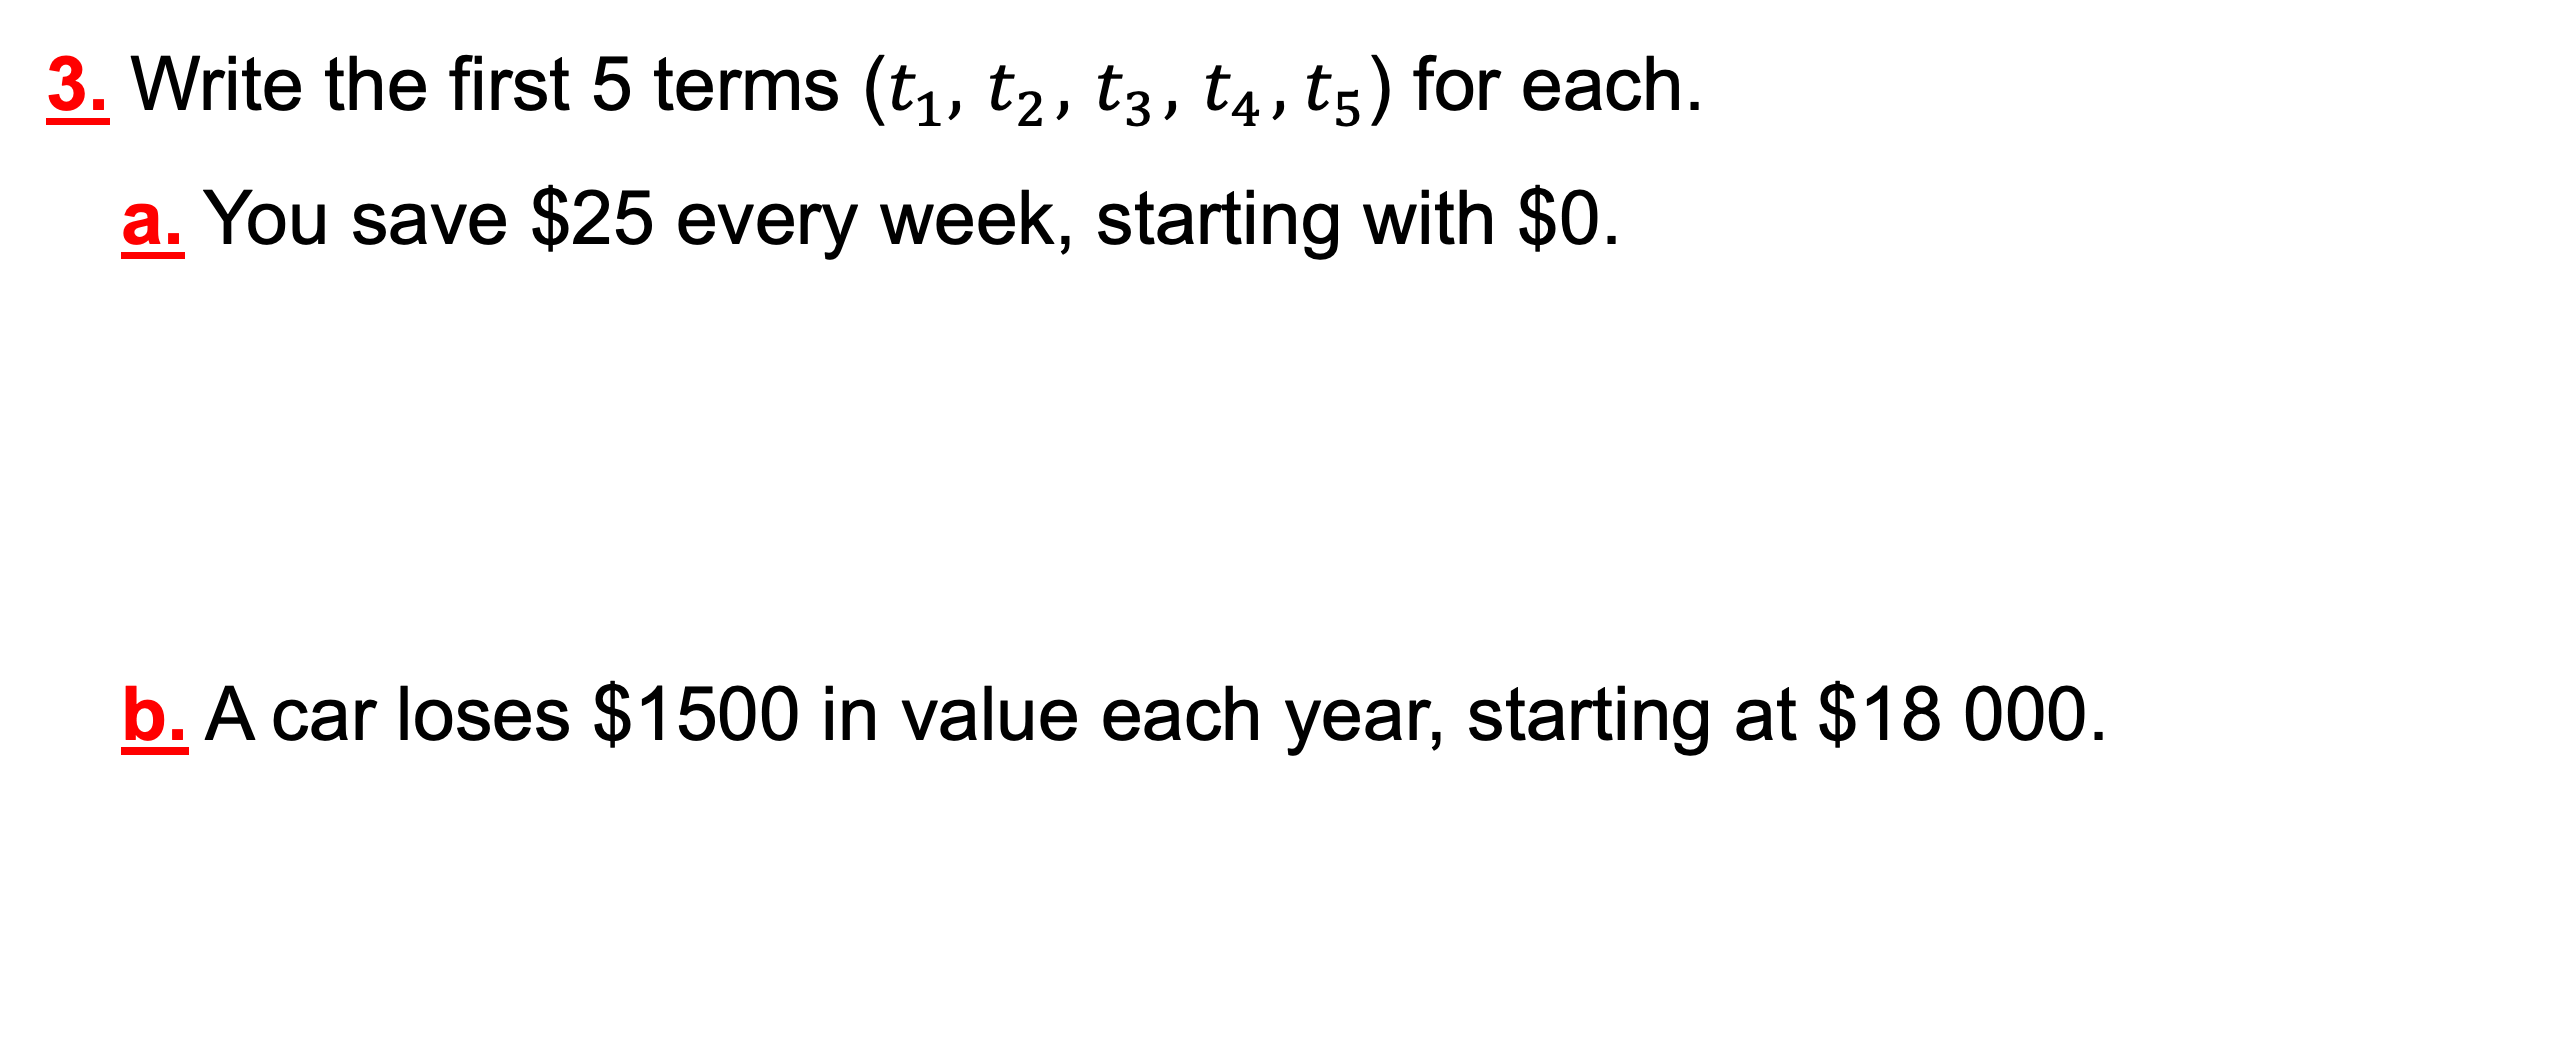 3. Write the first 5 terms (t₁, t₂, t₃, t₄, t₅) for each.
a. You save $25 every week, starting with $0.
b. A car loses $1500 in value each year, starting at $18 000.